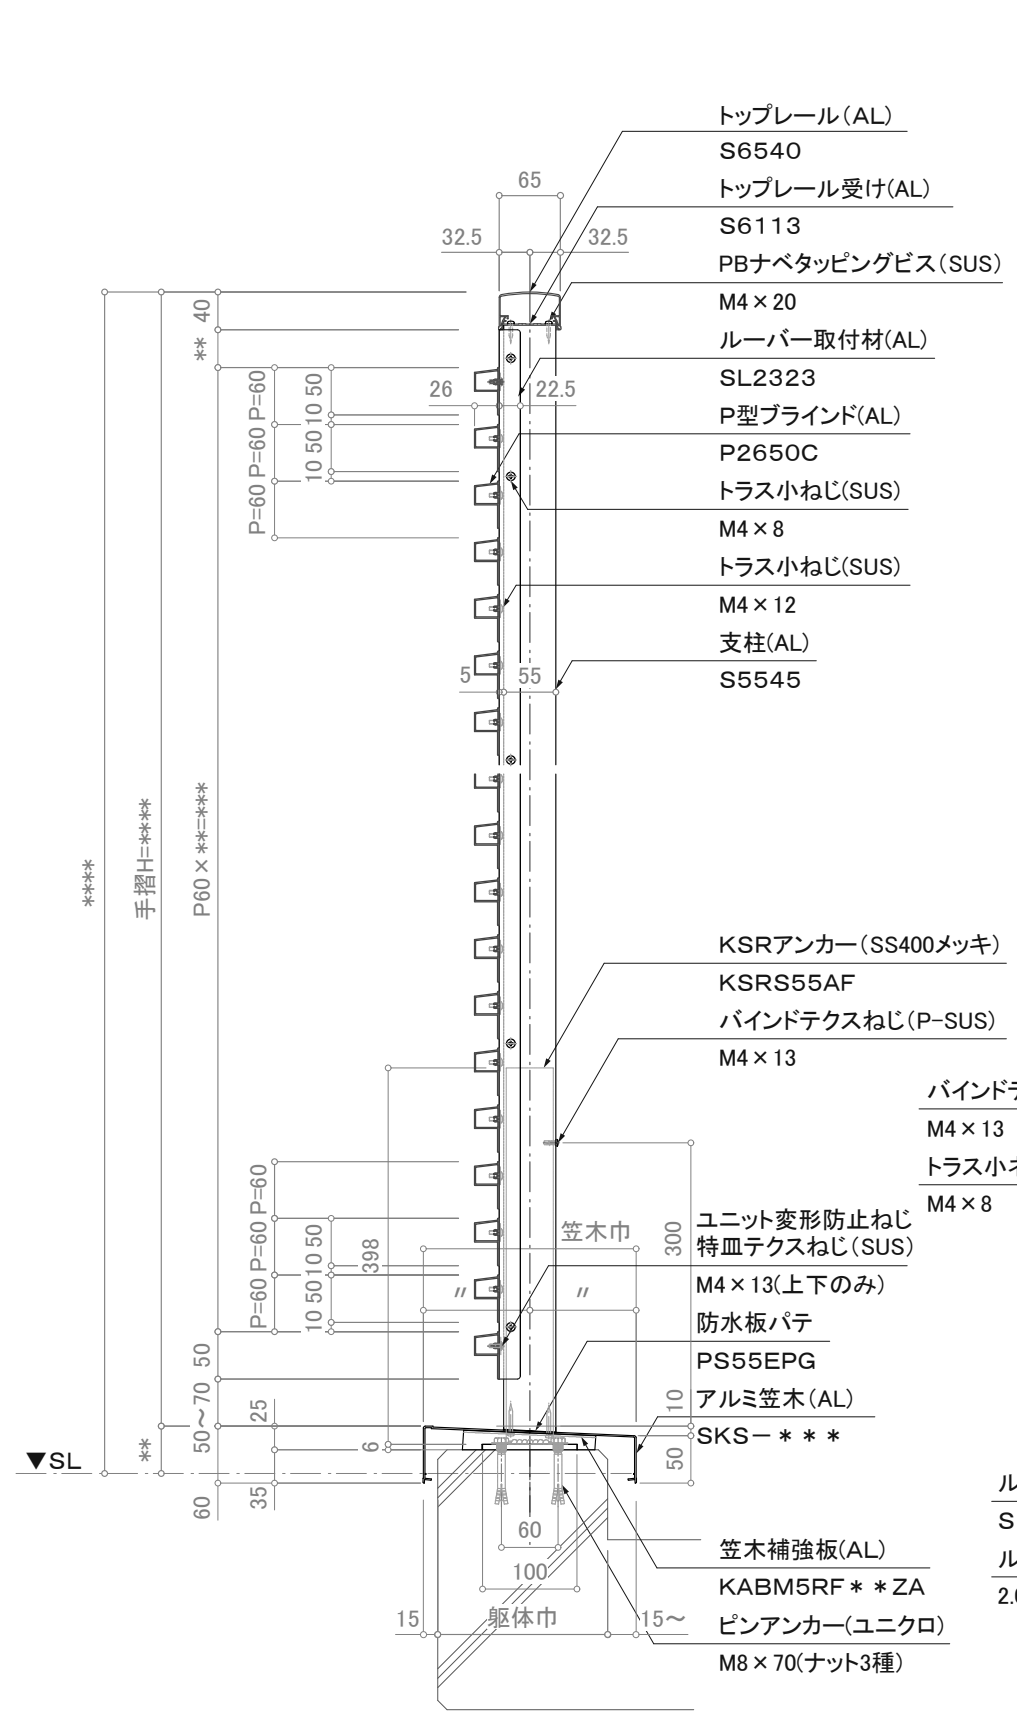 トップレール(AL)
S6540
トップレール受け(AL)
S6113
PBナベタッピングビス(SUS)
M4×20
ルーバー取付材(AL)
SL2323
P型ブラインド(AL)
P2650C
トラス小ねじ(SUS)
M4×8
トラス小ねじ(SUS)
M4×12
支柱(AL)
S5545
65
32.5
32.5
40
**
P=60
P=60
P=60
10 50
10 50
26
22.5
5
55
****
手摺H=****
P60×**=****
KSRアンカー(SS400メッキ)
KSRS55AF
バインドテクスねじ(P-SUS)
M4×13
M4×13
トラス小
M4×8
ユニット変形防止ねじ
特皿テクスねじ(SUS)
M4×13(上下のみ)
防水板パテ
PS55EPG
アルミ笠木(AL)
SKS-***
笠木巾
〃
〃
300
10
50
398
6
P=60
P=60
P=60
10 50
10 50
50
50~70
25
**
60
35
▼SL
60
100
15
躯体巾
15~
笠木補強板(AL)
KABM5RF**ZA
ピンアンカー(ユニクロ)
M8×70(ナット3種)
ル
S
ル